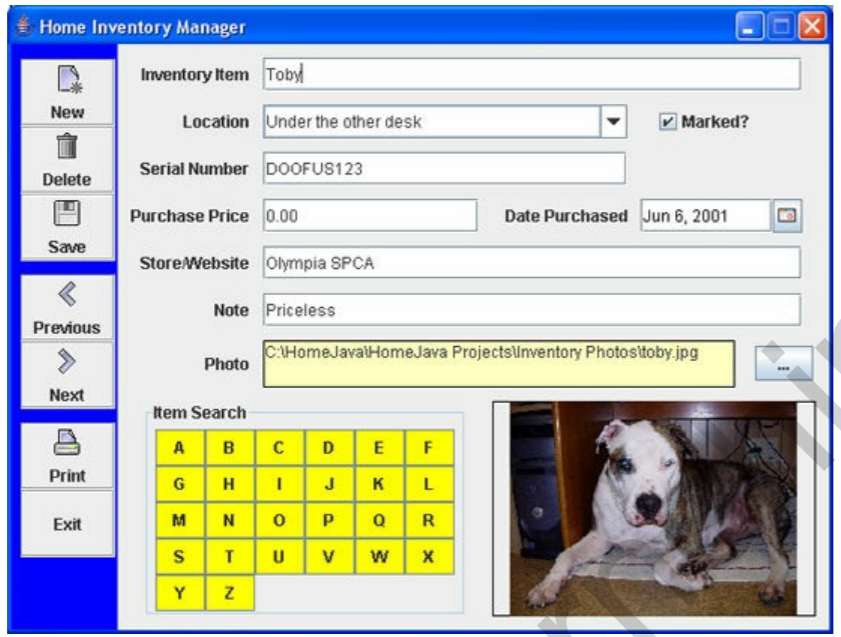 Home Inventory Manager
New
Delete
Save
Previous
Next
Print
Exit
Inventory Item Toby
Location Under the other desk Marked?
Serial Number DOOFUS123
Purchase Price 0.00 Date Purchased Jun 6, 2001
Store/Website Olympia SPCA
Note Priceless
Photo C:\HomeJava\HomeJava Projects\Inventory Photos\toby.jpg ...
Item Search
A B C D E F
G H I J K L
M N O P Q R
S T U V W X
Y Z